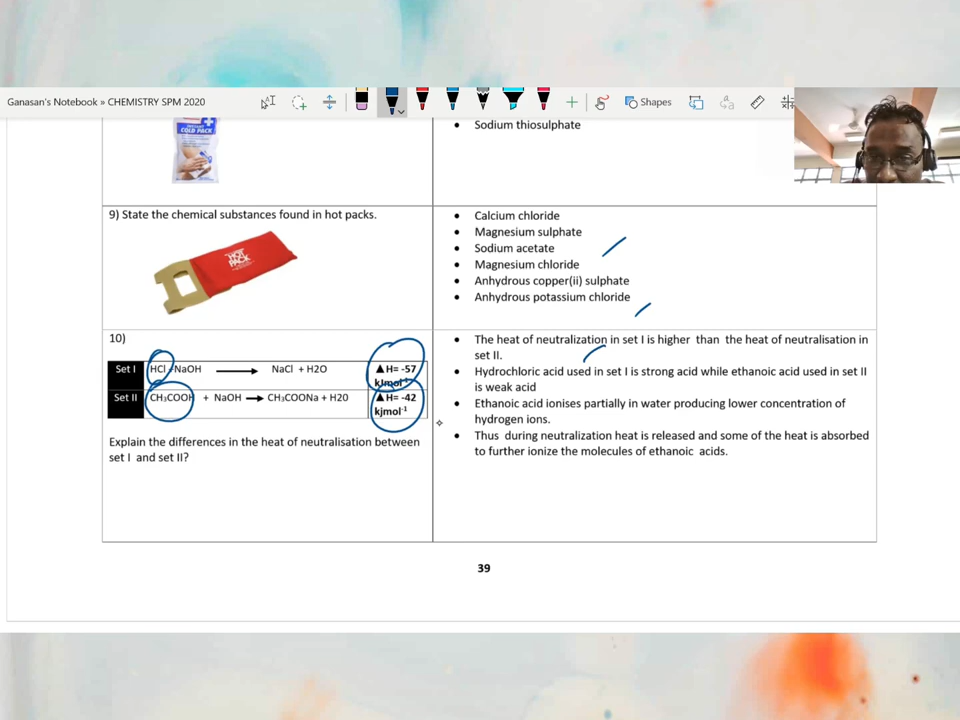 Ganasan's Notebook » CHEMISTRY SPM 2020
Shapes
INSTANT
COLD PACK
• Sodium thiosulphate
9) State the chemical substances found in hot packs.
HOT
PACK
• Calcium chloride
• Magnesium sulphate
• Sodium acetate
• Magnesium chloride
• Anhydrous copper(ii) sulphate
• Anhydrous potassium chloride
10)
Set I HCl +NaOH NaCl + H2O ▲H= -57
kJmol-¹
Set II CH₃COOH + NaOH CH₃COONa + H20 ▲H= -42
kjmol⁻¹
Explain the differences in the heat of neutralisation between
set I and set II?
• The heat of neutralization in set I is higher than the heat of neutralisation in
set II.
• Hydrochloric acid used in set I is strong acid while ethanoic acid used in set II
is weak acid
• Ethanoic acid ionises partially in water producing lower concentration of
hydrogen ions.
• Thus during neutralization heat is released and some of the heat is absorbed
to further ionize the molecules of ethanoic acids.
39